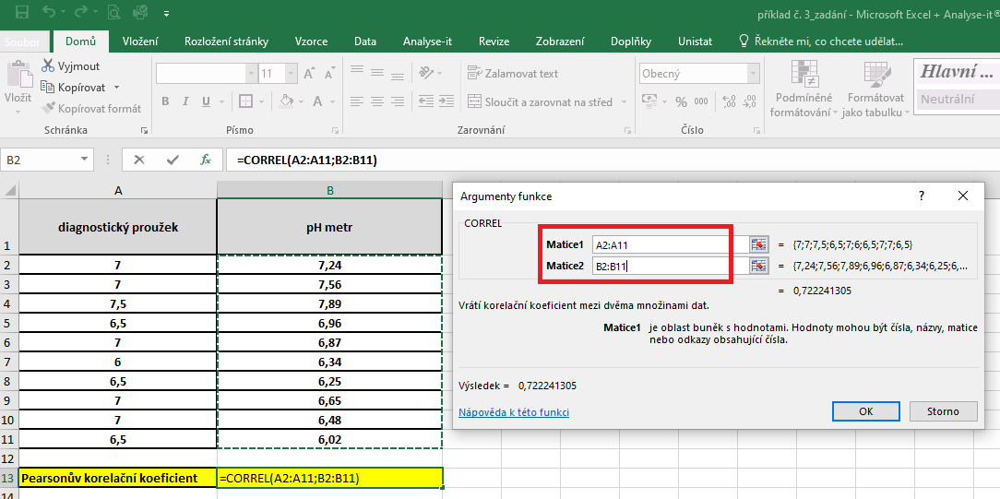 příklad č. 3_zadání - Microsoft Excel + Analyse-it®
Soubor Domů Vložení Rozložení stránky Vzorce Data Analyse-it Revize Zobrazení Doplňky Unistat Řekněte mi, co chcete udělat...
Vložit
Vyjmout
Kopírovat
Kopírovat formát
Schránka
11
A A
B I U
A
Písmo
Zalamovat text
Sloučit a zarovnat na střed
Zarovnání
Obecný
% 000
,0 ,00
,00 ,0
Číslo
Podmíněné
formátování
Formátovat
jako tabulku
Hlavní ...
Neutrální
B2 fx =CORREL(A2:A11;B2:B11)
A B
1 diagnostický proužek pH metr
2 7 7,24
3 7 7,56
4 7,5 7,89
5 6,5 6,96
6 7 6,87
7 6 6,34
8 6,5 6,25
9 7 6,65
10 7 6,48
11 6,5 6,02
12
13 Pearsonův korelační koeficient =CORREL(A2:A11;B2:B11)
14
Argumenty funkce ?
CORREL
Matice1 A2:A11 = {7;7;7,5;6,5;7;6;6,5;7;7;6,5}
Matice2 B2:B11 = {7,24;7,56;7,89;6,96;6,87;6,34;6,25;6,...
= 0,722241305
Vrátí korelační koeficient mezi dvěma množinami dat.
Matice1 je oblast buněk s hodnotami. Hodnoty mohou být čísla, názvy, matice
nebo odkazy obsahující čísla.
Výsledek = 0,722241305
Nápověda k této funkci
OK Storno